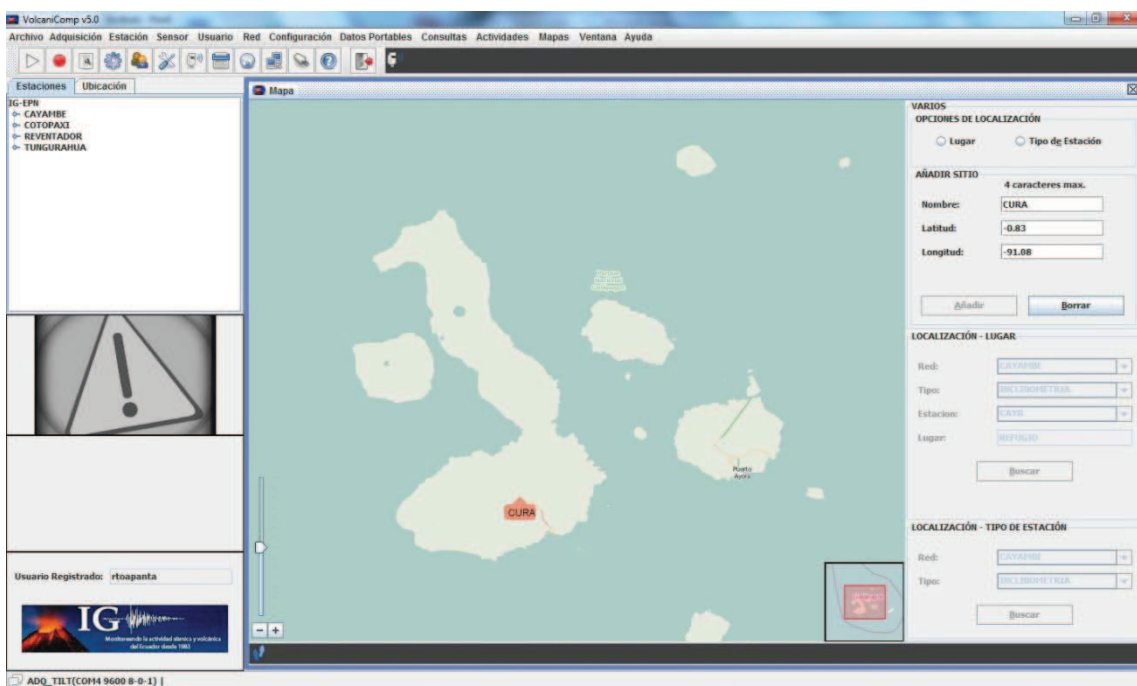 VolcaniComp v5.0
Archivo Adquisición Estación Sensor Usuario Red Configuración Datos Portables Consultas Actividades Mapas Ventana Ayuda
Estaciones Ubicación
IG-EPN
CAYAMBE
COTOPAXI
REVENTADOR
TUNGURAHUA
Usuario Registrado: rtoapanta
IG
Monitoreando la actividad sísmica y volcánica
del Ecuador desde 1983
Mapa
CURA
Puerto
Ayora
VARIOS
OPCIONES DE LOCALIZACIÓN
Lugar Tipo de Estación
AÑADIR SITIO
4 caracteres max.
Nombre: CURA
Latitud: -0.83
Longitud: -91.08
Añadir Borrar
LOCALIZACIÓN - LUGAR
Red: CAYAMBE
Tipo: INCLINOMETRIA
Estacion: CAYR
Lugar: REFUGIO
Buscar
LOCALIZACIÓN - TIPO DE ESTACIÓN
Red: CAYAMBE
Tipo: INCLINOMETRIA
Buscar
ADQ_TILT(COM4 9600 8-0-1) |